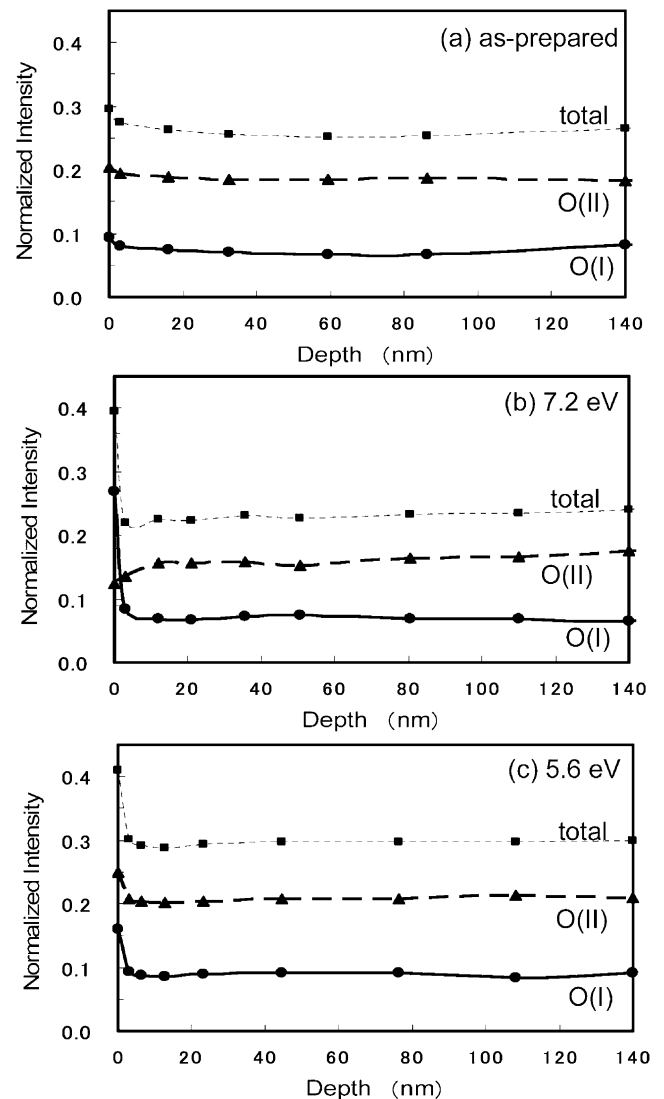 (a) as-prepared
Normalized Intensity
0.4
0.3
0.2
0.1
0.0
total
O(II)
O(I)
0 20 40 60 80 100 120 140
Depth (nm)
(b) 7.2 eV
Normalized Intensity
0.4
0.3
0.2
0.1
0.0
total
O(II)
O(I)
0 20 40 60 80 100 120 140
Depth (nm)
(c) 5.6 eV
Normalized Intensity
0.4
0.3
0.2
0.1
0.0
total
O(II)
O(I)
0 20 40 60 80 100 120 140
Depth (nm)